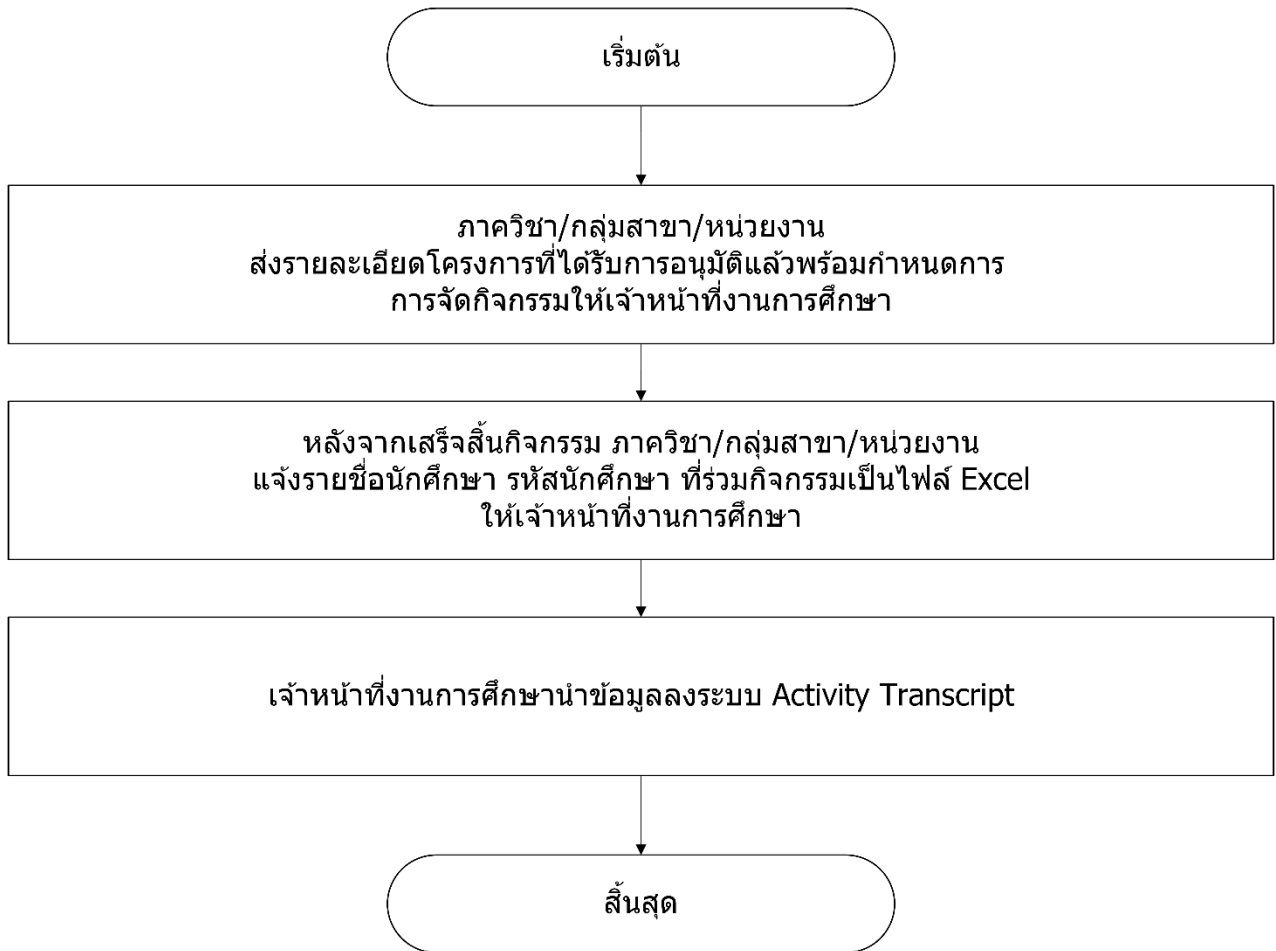 เริ่มต้น
ภาควิชา/กลุ่มสาขา/หน่วยงาน
ส่งรายละเอียดโครงการที่ได้รับการอนุมัติแล้วพร้อมกำหนดการ
การจัดกิจกรรมให้เจ้าหน้าที่งานการศึกษา
หลังจากเสร็จสิ้นกิจกรรม ภาควิชา/กลุ่มสาขา/หน่วยงาน
แจ้งรายชื่อนักศึกษา รหัสนักศึกษา ที่ร่วมกิจกรรมเป็นไฟล์ Excel
ให้เจ้าหน้าที่งานการศึกษา
เจ้าหน้าที่งานการศึกษานำข้อมูลลงระบบ Activity Transcript
สิ้นสุด